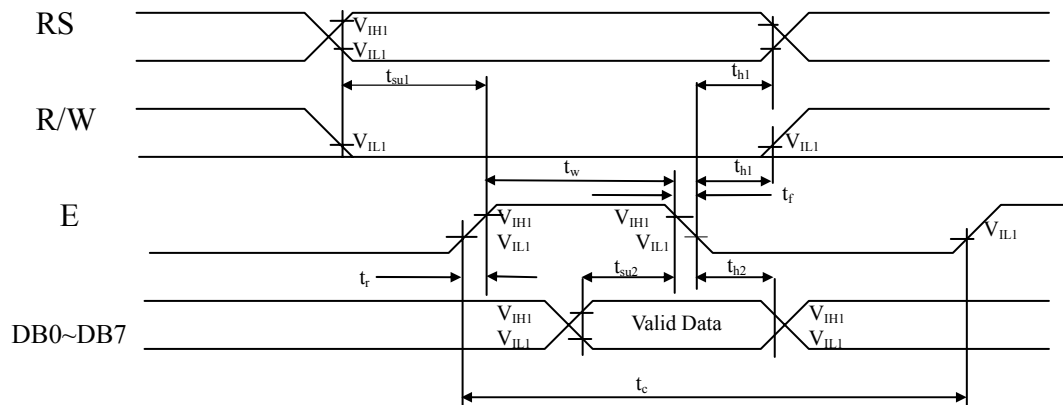 RS
V_IH1
V_IL1
t_su1
t_h1
R/W
V_IL1
V_IL1
t_w
t_h1
t_f
E
V_IH1
V_IH1
V_IL1
V_IL1
V_IL1
t_r
t_su2
t_h2
V_IH1
Valid Data
V_IH1
DB0~DB7
V_IL1
V_IL1
t_c